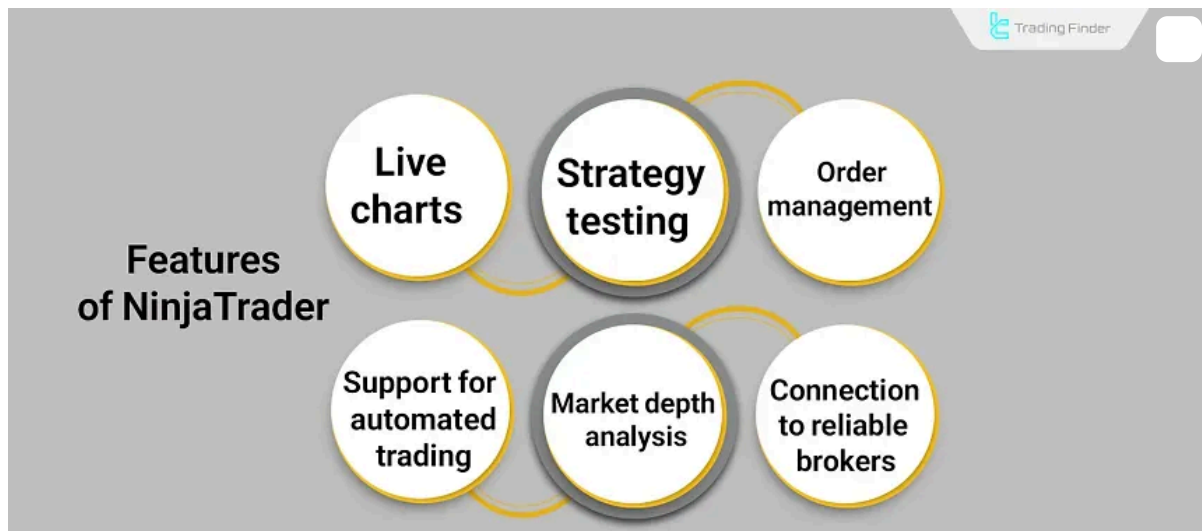 Trading Finder
Features
of NinjaTrader
Live
charts
Strategy
testing
Order
management
Support for
automated
trading
Market depth
analysis
Connection
to reliable
brokers